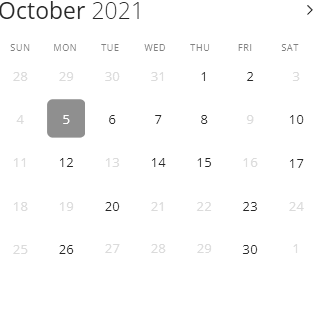 October 2021
SUN MON TUE WED THU FRI SAT
28 29 30 31 1 2 3
4 5 6 7 8 9 10
11 12 13 14 15 16 17
18 19 20 21 22 23 24
25 26 27 28 29 30 1